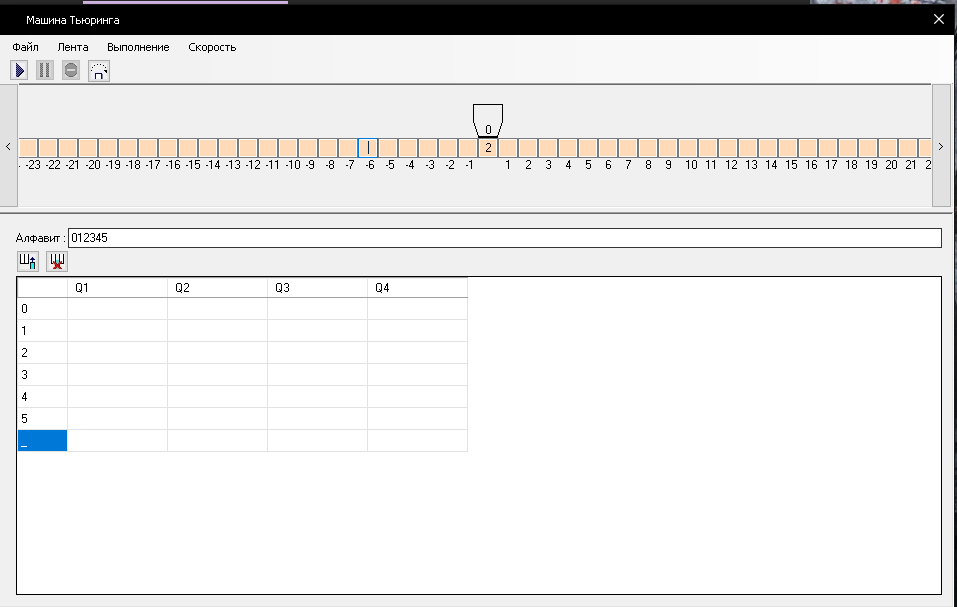 Машина Тьюринга
Файл Лента Выполнение Скорость
0
2
-23 -22 -21 -20 -19 -18 -17 -16 -15 -14 -13 -12 -11 -10 -9 -8 -7 -6 -5 -4 -3 -2 -1 1 2 3 4 5 6 7 8 9 10 11 12 13 14 15 16 17 18 19 20 21 2
Алфавит : 012345
Q1 Q2 Q3 Q4
0
1
2
3
4
5
_